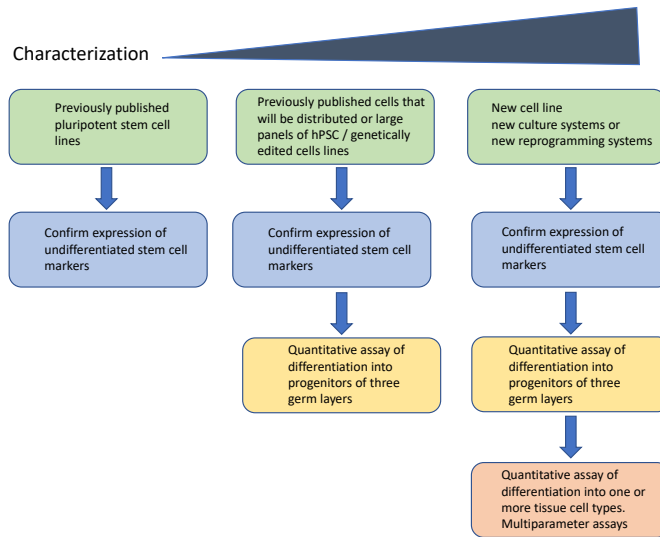 Characterization
Previously published
pluripotent stem cell
lines
Previously published cells that
will be distributed or large
panels of hPSC / genetically
edited cells lines
New cell line
new culture systems or
new reprogramming systems
Confirm expression of
undifferentiated stem cell
markers
Confirm expression of
undifferentiated stem cell
markers
Confirm expression of
undifferentiated stem cell
markers
Quantitative assay of
differentiation into
progenitors of three
germ layers
Quantitative assay of
differentiation into
progenitors of three
germ layers
Quantitative assay of
differentiation into one or
more tissue cell types.
Multiparameter assays